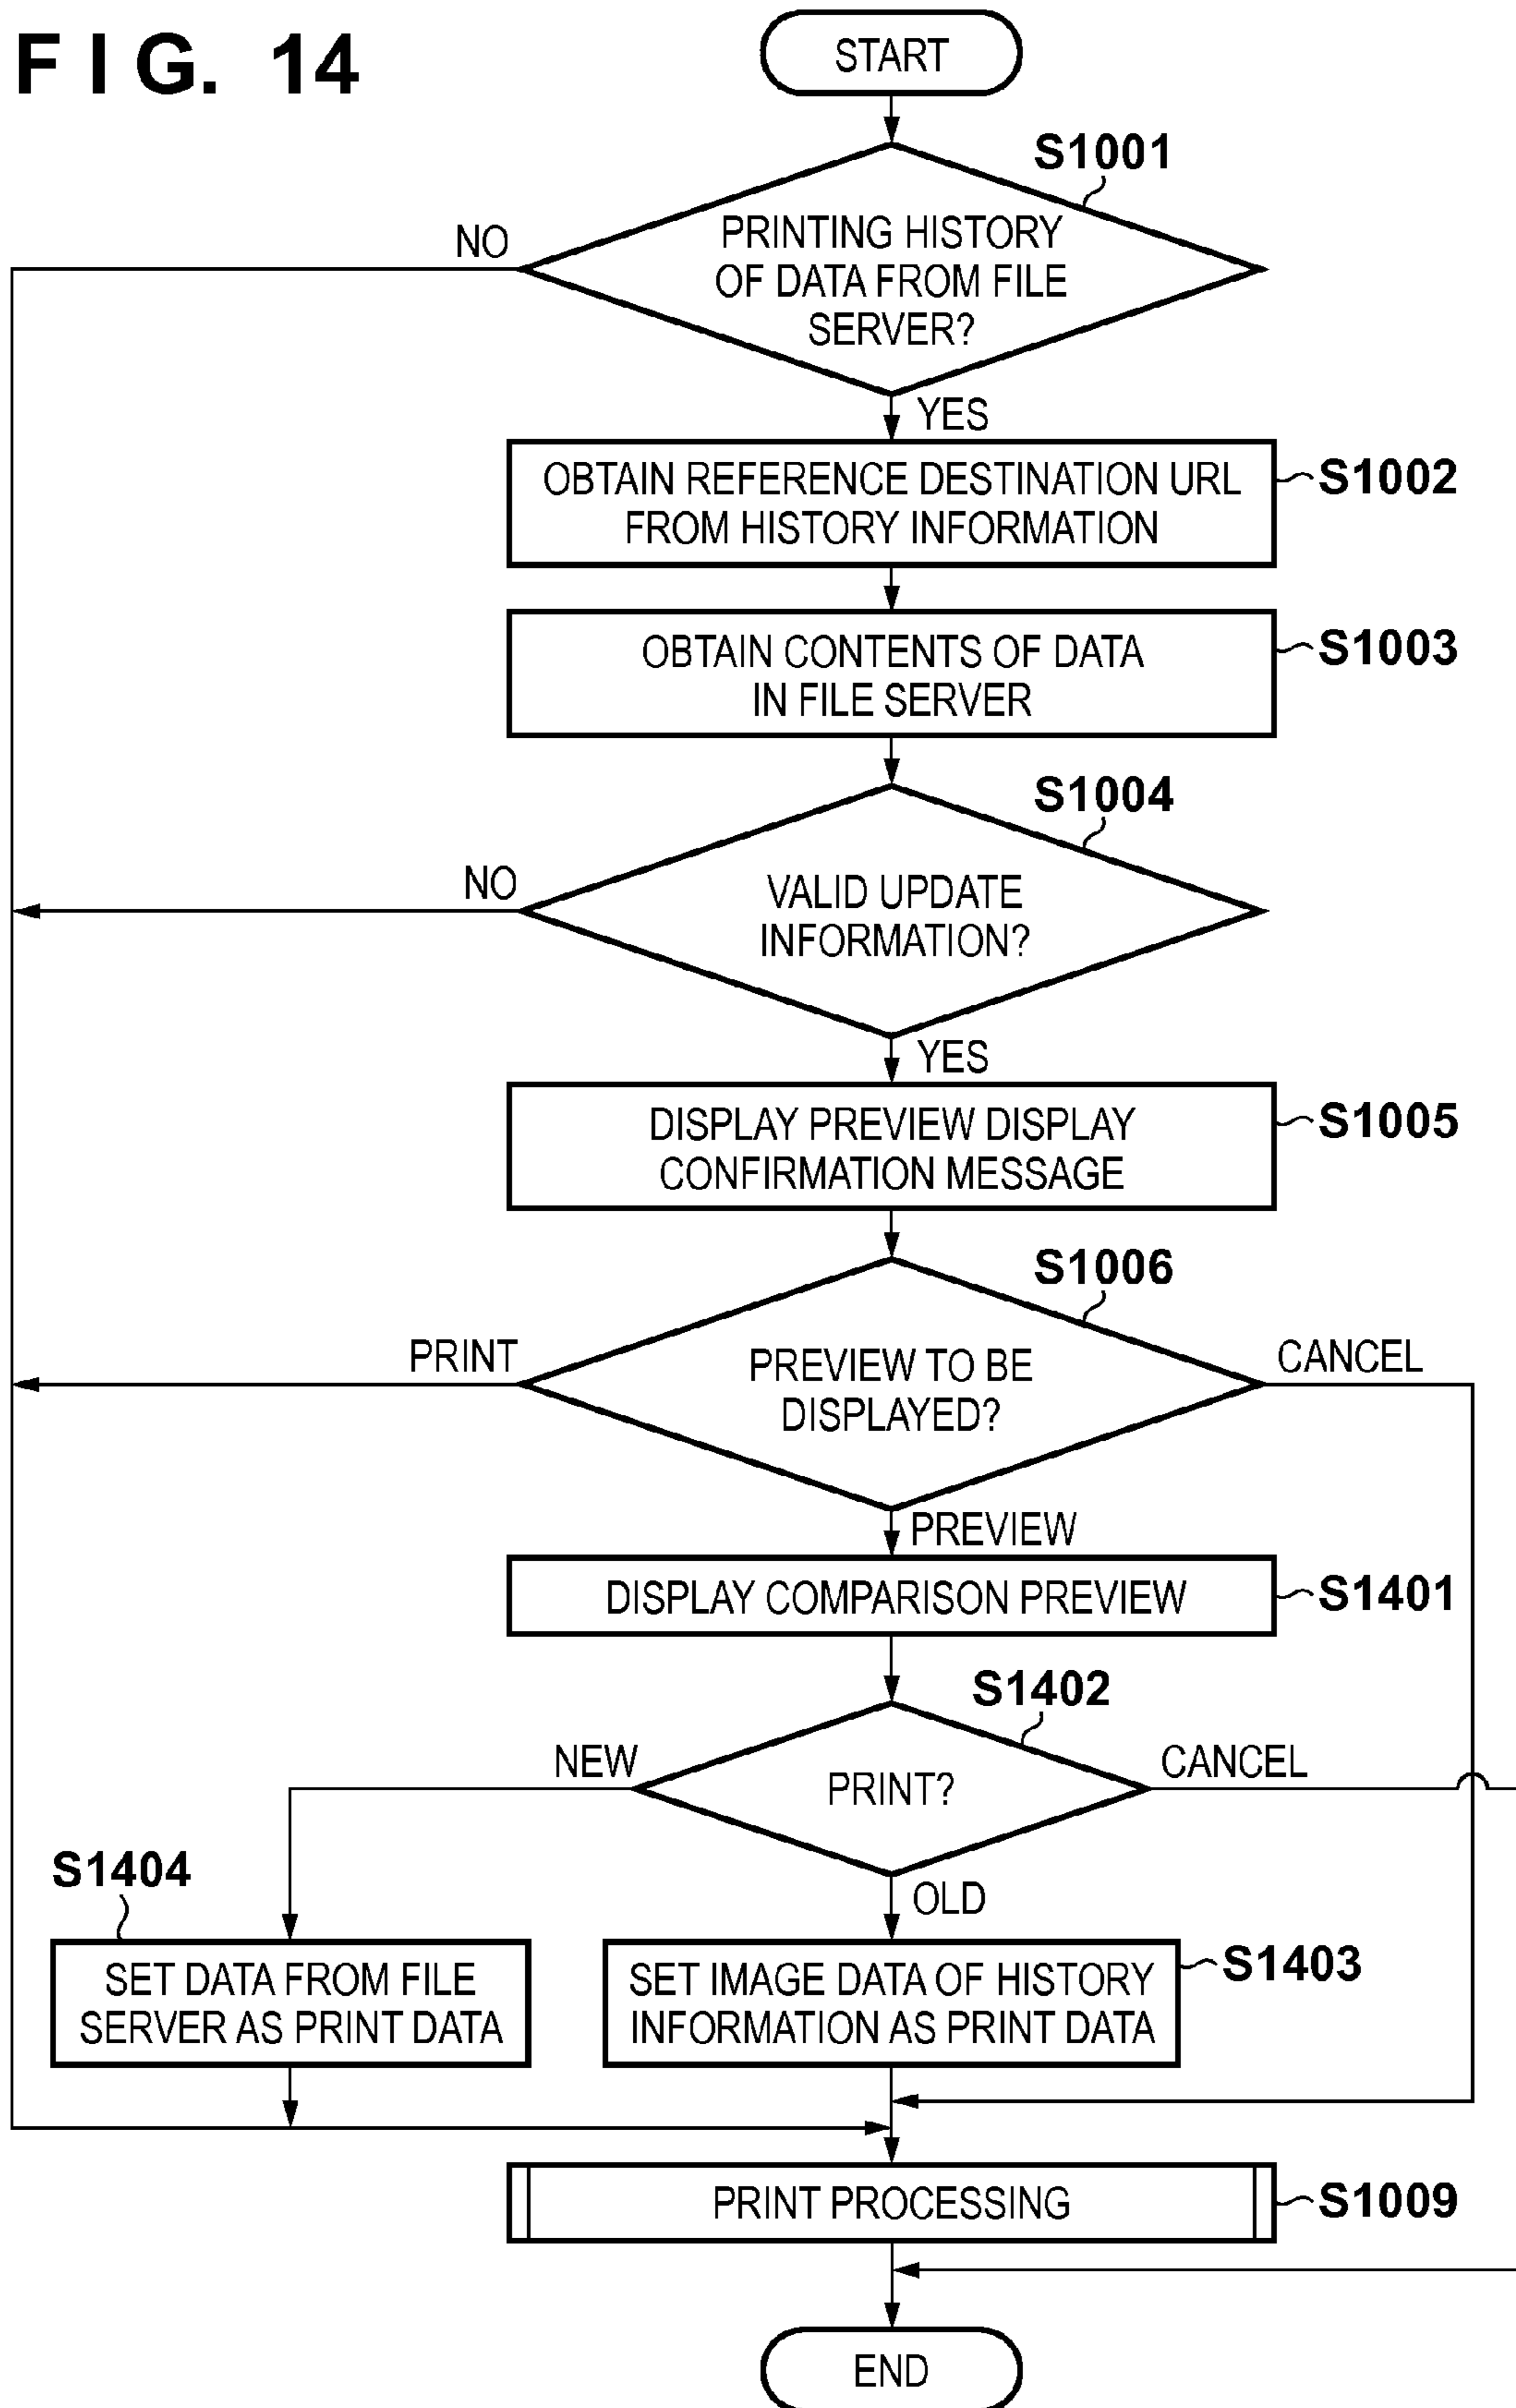 FIG. 14
START
S1001
NO
PRINTING HISTORY
OF DATA FROM FILE
SERVER?
YES
OBTAIN REFERENCE DESTINATION URL
FROM HISTORY INFORMATION
S1002
OBTAIN CONTENTS OF DATA
IN FILE SERVER
S1003
S1004
NO
VALID UPDATE
INFORMATION?
YES
DISPLAY PREVIEW DISPLAY
CONFIRMATION MESSAGE
S1005
S1006
PRINT
PREVIEW TO BE
DISPLAYED?
CANCEL
PREVIEW
DISPLAY COMPARISON PREVIEW
S1401
S1402
NEW
PRINT?
CANCEL
S1404
OLD
SET DATA FROM FILE
SERVER AS PRINT DATA
SET IMAGE DATA OF HISTORY
INFORMATION AS PRINT DATA
S1403
PRINT PROCESSING
S1009
END